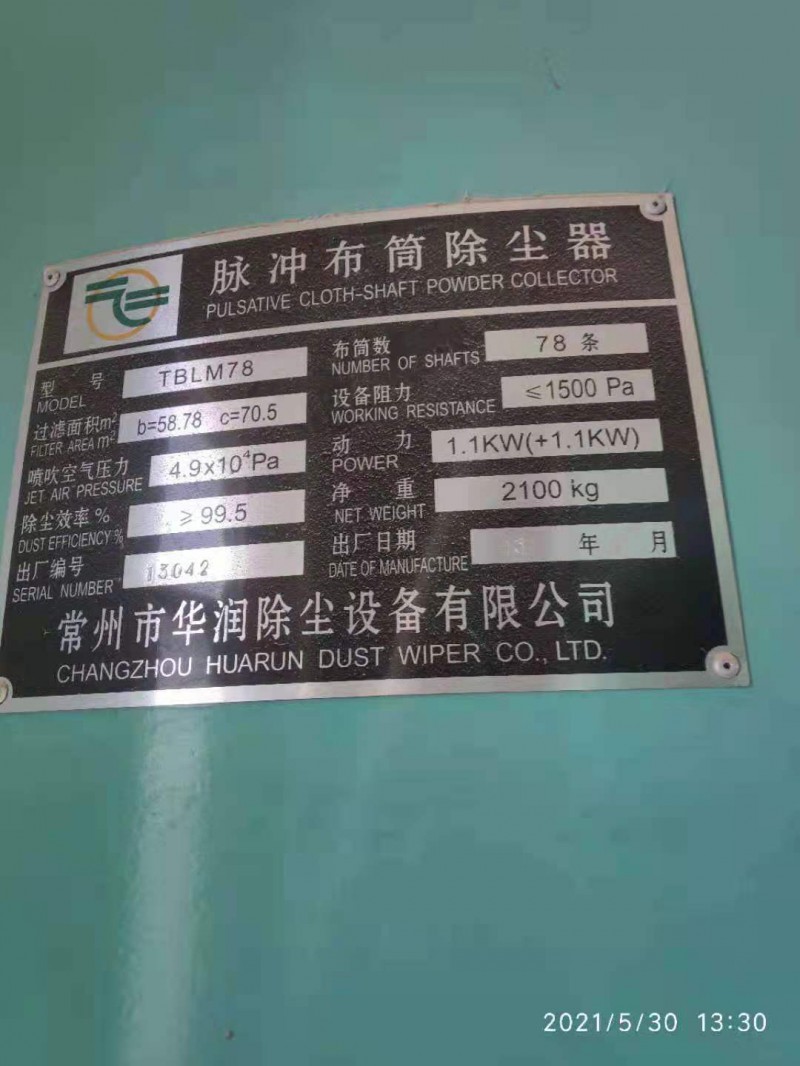 脉冲布筒除尘器
PULSATIVE CLOTH-SHAFT POWDER COLLECTOR
型 号 TBLM78
MODEL
过滤面积m² b=58.78 c=70.5
FILTER AREA m²
喷吹空气压力 4.9x10⁴Pa
JET AIR PRESSURE
除尘效率% ≥99.5
DUST EFFICIENCY%
出厂编号 13042
SERIAL NUMBER
布筒数 78 条
NUMBER OF SHAFTS
设备阻力 ≤1500 Pa
WORKING RESISTANCE
动 力 1.1KW(+1.1KW)
POWER
净 重 2100 kg
NET WEIGHT
出厂日期 年 月
DATE OF MANUFACTURE
常州市华润除尘设备有限公司
CHANGZHOU HUARUN DUST WIPER CO., LTD.
2021/5/30 13:30